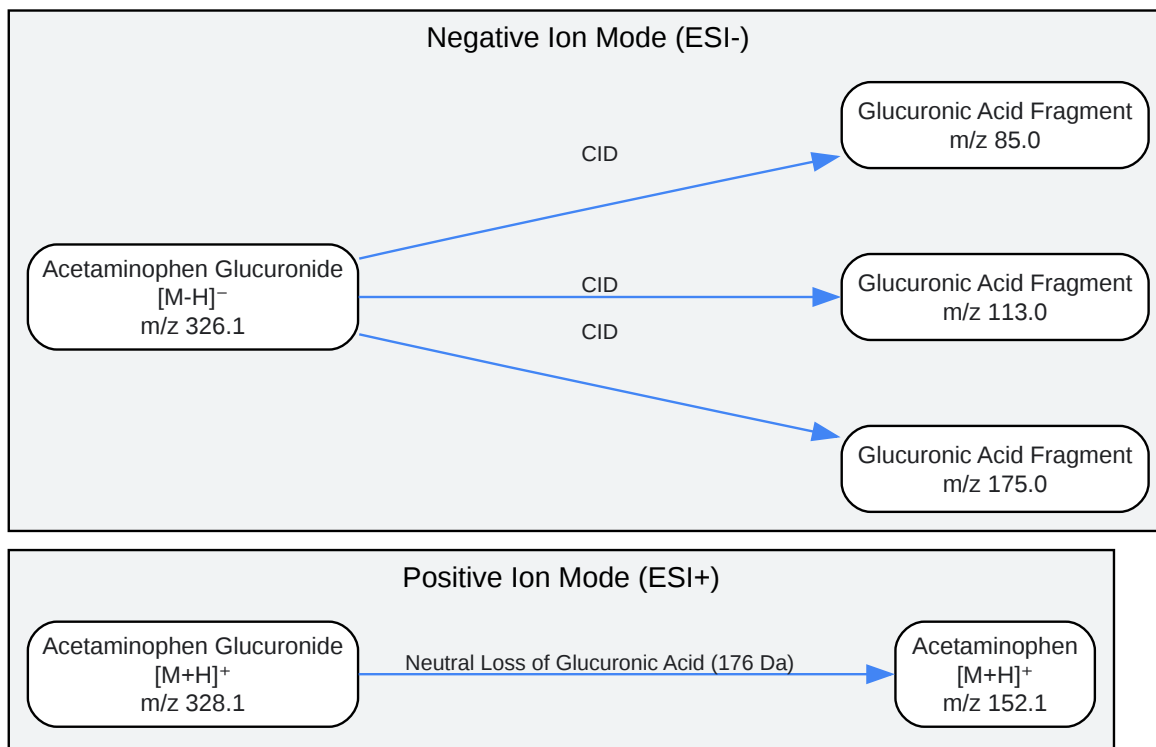 Negative Ion Mode (ESI-)
Glucuronic Acid Fragment
m/z 85.0
CID
Acetaminophen Glucuronide
[M-H]⁻
m/z 326.1
CID
Glucuronic Acid Fragment
m/z 113.0
CID
Glucuronic Acid Fragment
m/z 175.0
Positive Ion Mode (ESI+)
Acetaminophen Glucuronide
[M+H]⁺
m/z 328.1
Neutral Loss of Glucuronic Acid (176 Da)
Acetaminophen
[M+H]⁺
m/z 152.1